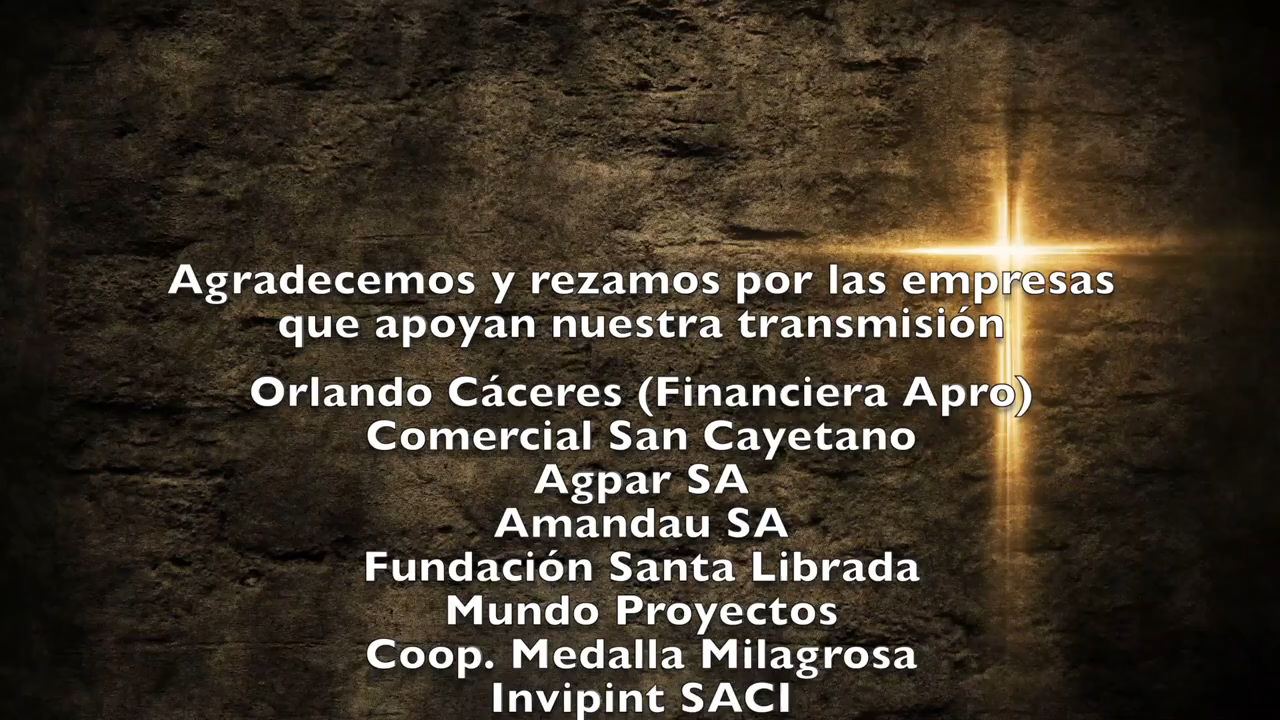 Agradecemos y rezamos por las empresas
que apoyan nuestra transmisión
Orlando Cáceres (Financiera Apro)
Comercial San Cayetano
Agpar SA
Amandau SA
Fundación Santa Librada
Mundo Proyectos
Coop. Medalla Milagrosa
Invipint SACI